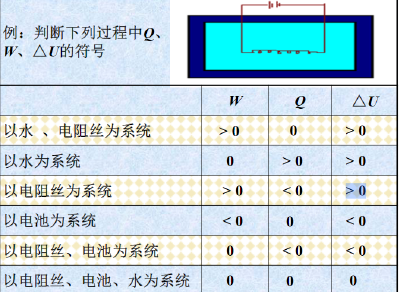 例：判断下列过程中Q、
W、△U的符号
W Q △U
以水 、电阻丝为系统 > 0 0 > 0
以水为系统 0 > 0 > 0
以电阻丝为系统 > 0 < 0 > 0
以电池为系统 < 0 0 < 0
以电阻丝、电池为系统 0 < 0 < 0
以电阻丝、电池、水为系统 0 0 0